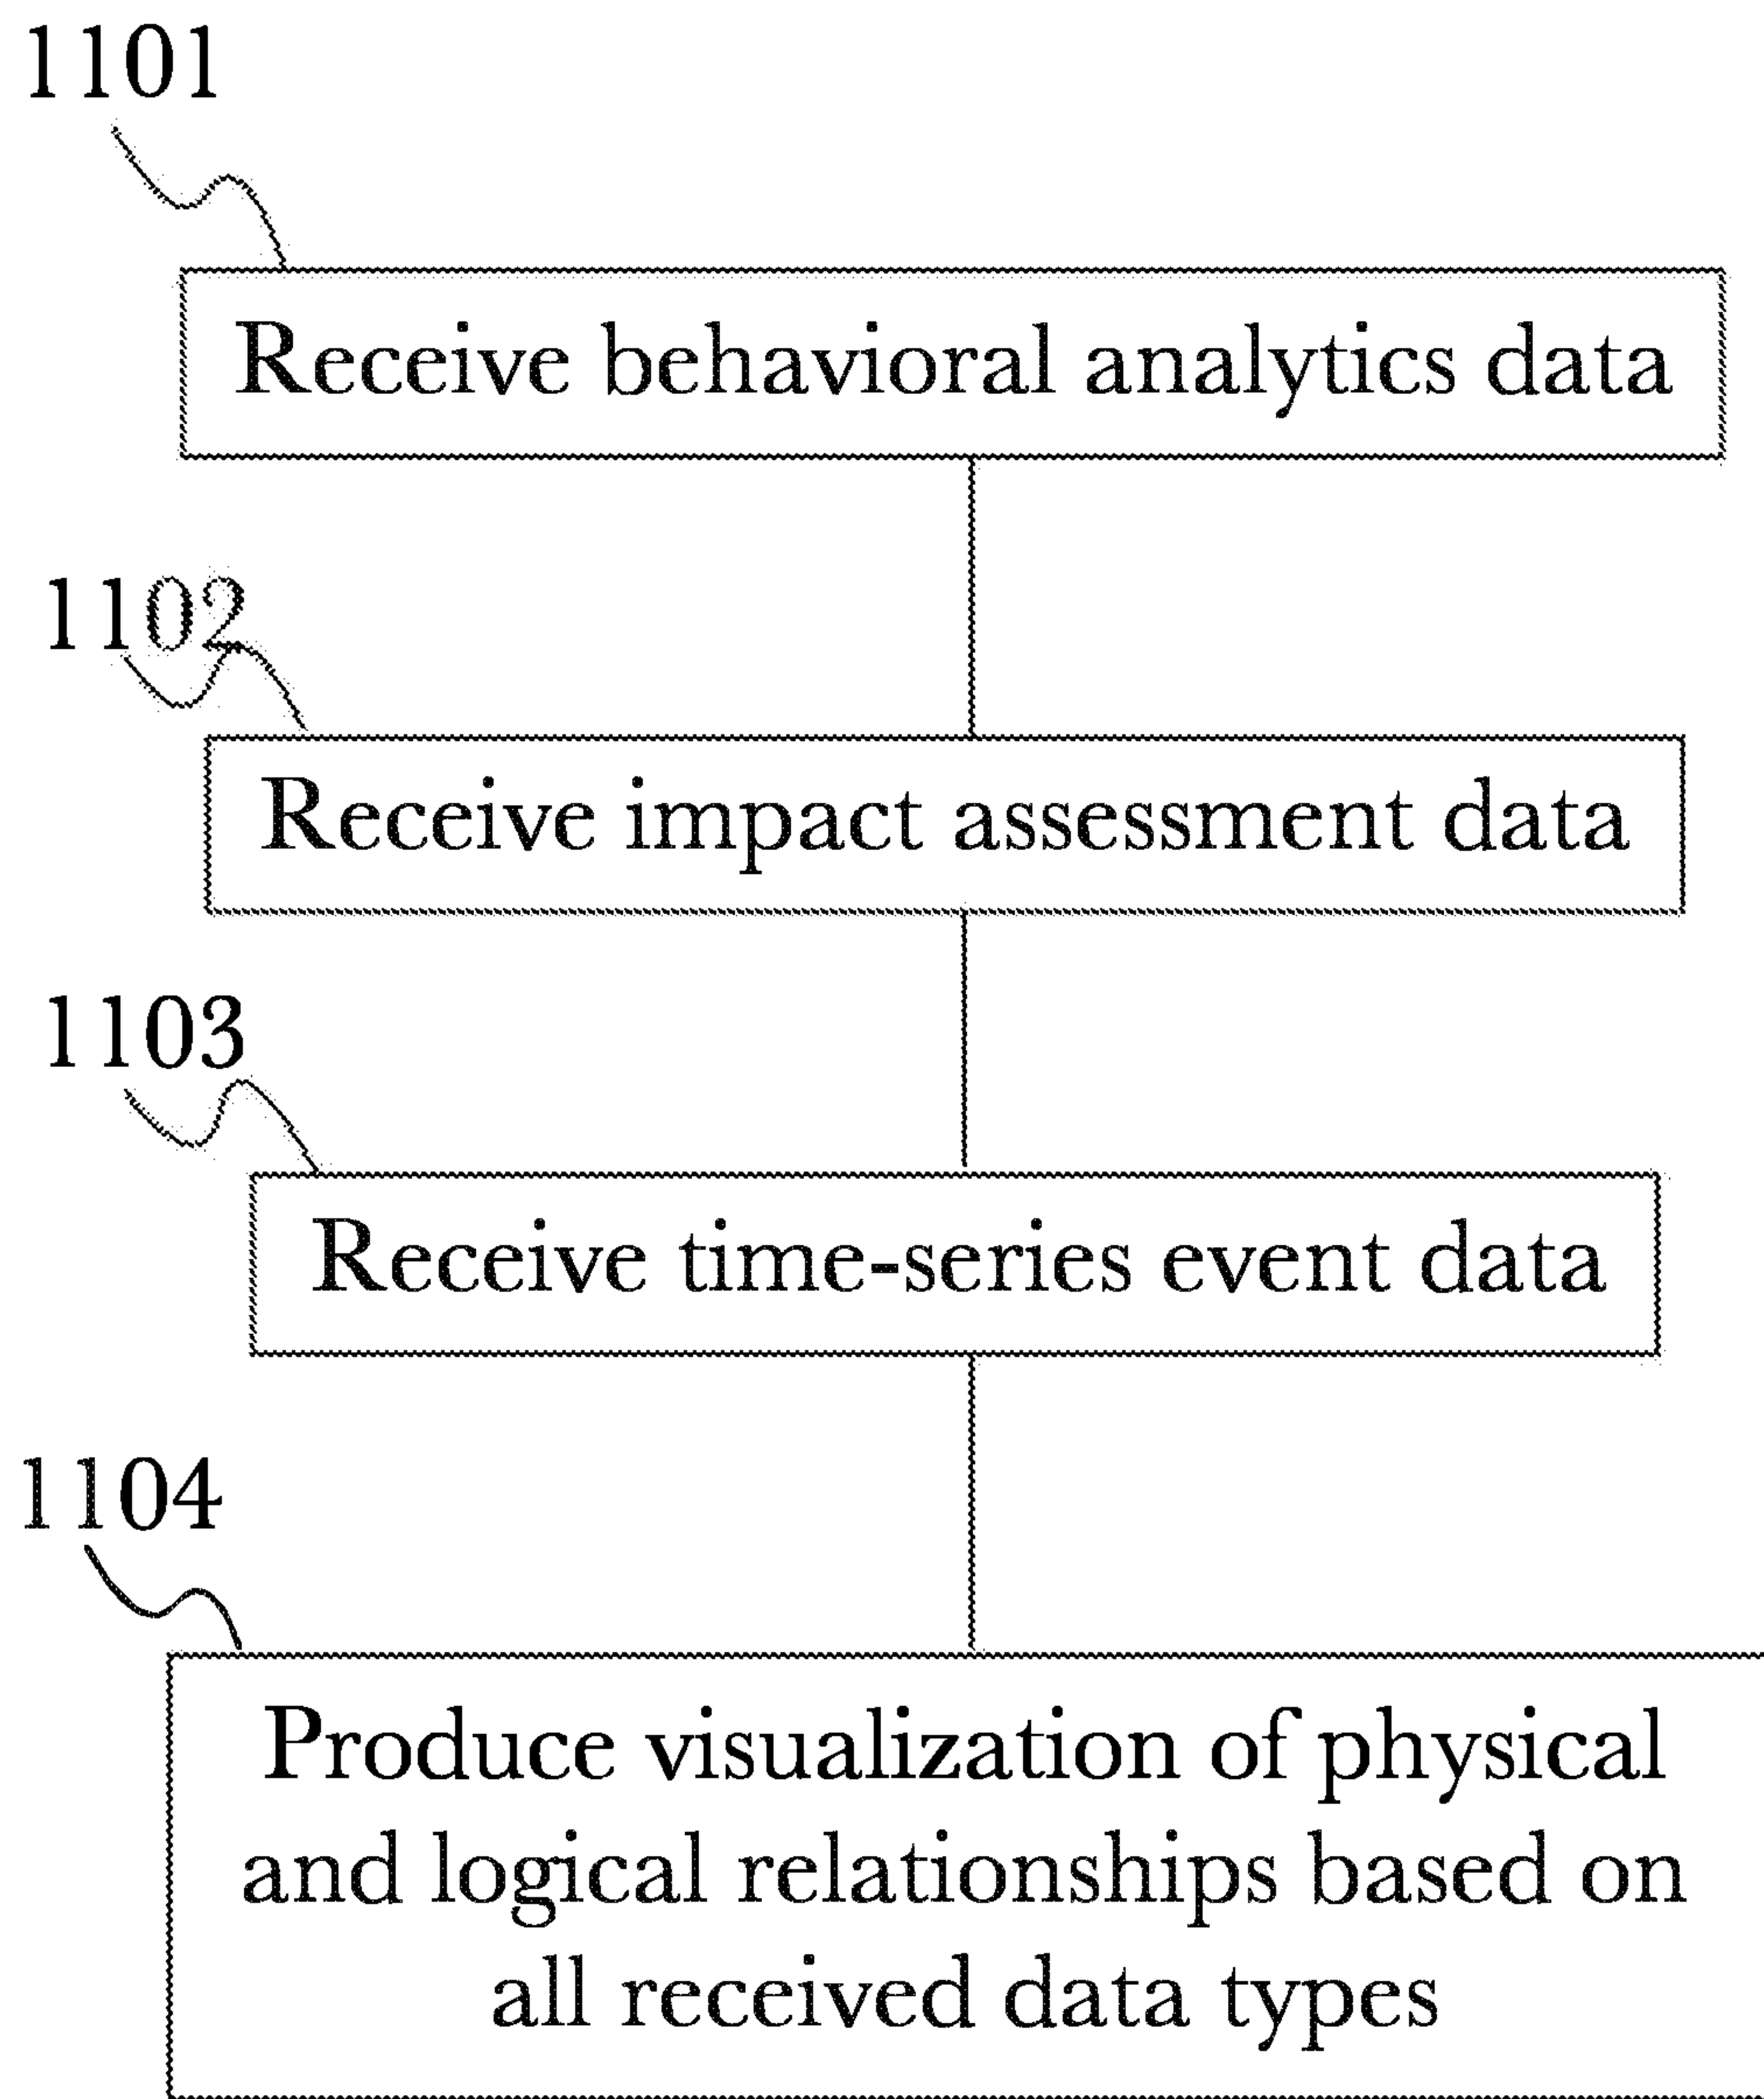 1101
Receive behavioral analytics data
1102
Receive impact assessment data
1103
Receive time-series event data
1104
Produce visualization of physical
and logical relationships based on
all received data types